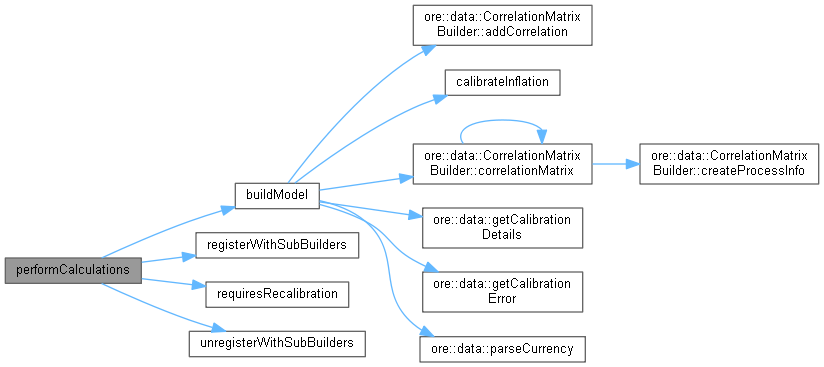 performCalculations
buildModel
registerWithSubBuilders
requiresRecalibration
unregisterWithSubBuilders
ore::data::CorrelationMatrix
Builder::addCorrelation
calibrateInflation
ore::data::CorrelationMatrix
Builder::correlationMatrix
ore::data::getCalibration
Details
ore::data::getCalibration
Error
ore::data::parseCurrency
ore::data::CorrelationMatrix
Builder::createProcessInfo